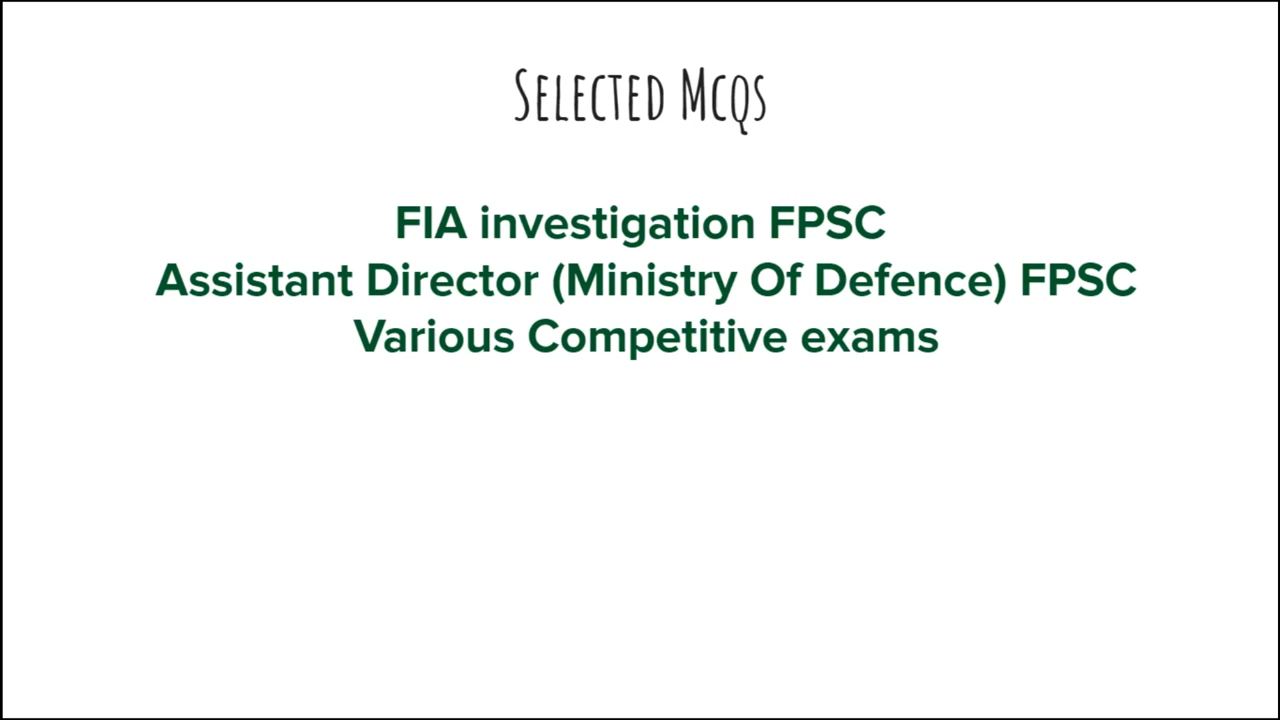 Selected Mcqs
FIA investigation FPSC
Assistant Director (Ministry Of Defence) FPSC
Various Competitive exams